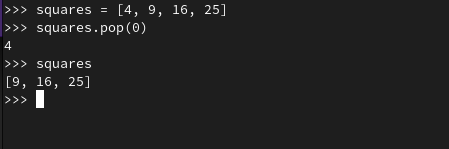 >>> squares = [4, 9, 16, 25]
>>> squares.pop(0)
4
>>> squares
[9, 16, 25]
>>>